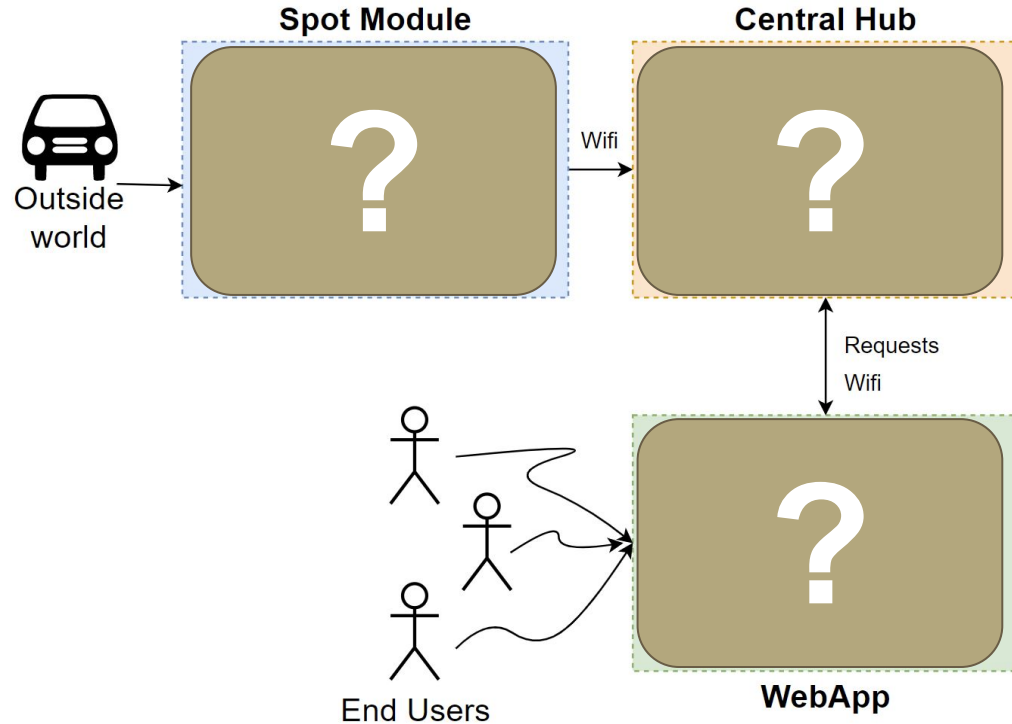 Spot Module
Central Hub
?
Wifi
?
Outside
world
Requests
Wifi
?
End Users
WebApp